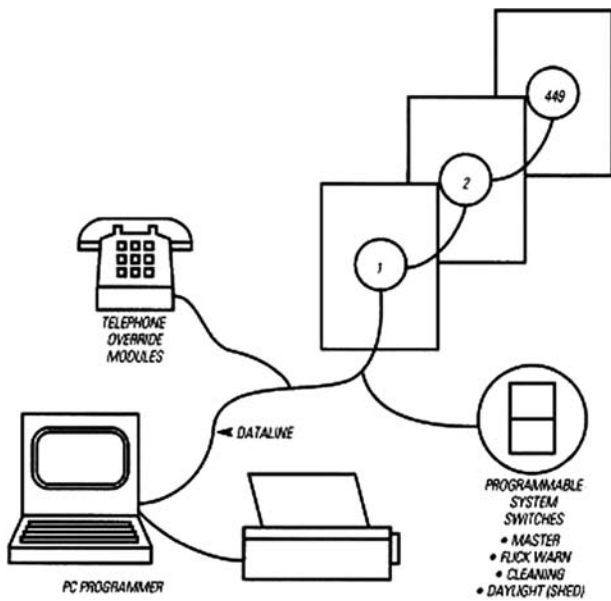 449
2
1
TELEPHONE
OVERRIDE
MODULES
DATALINE
PROGRAMMABLE
SYSTEM
SWITCHES
• MASTER
• FLICK WARN
• CLEANING
• DAYLIGHT (SHED)
PC PROGRAMMER